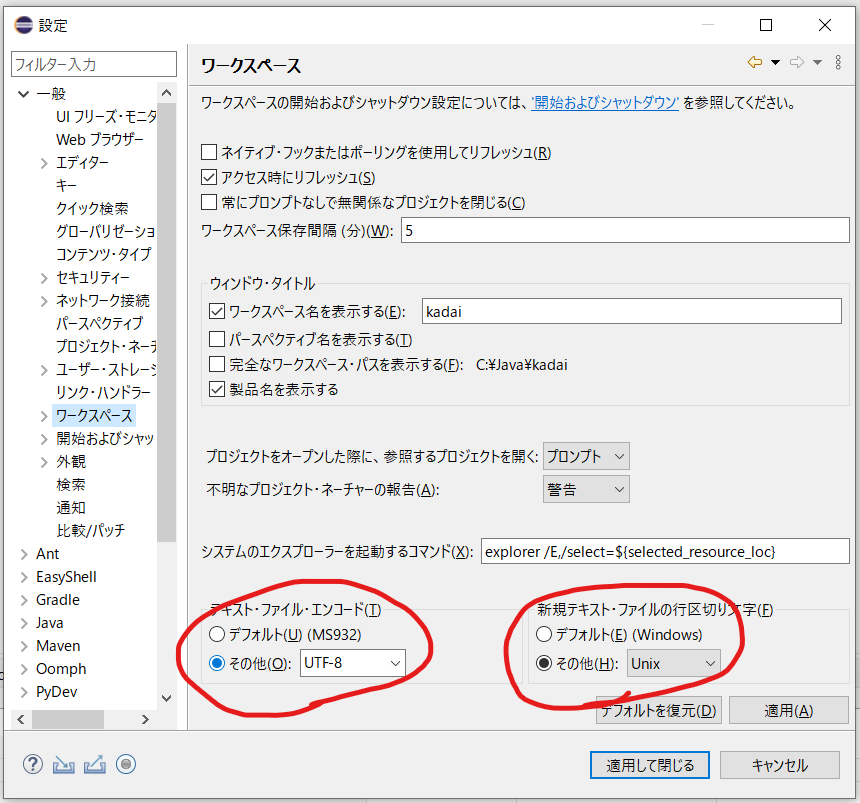 設定
フィルター入力
ワークスペース
一般
UI フリーズ・モニタ
Web ブラウザー
エディター
キー
クイック検索
グローバリゼーショ
コンテンツ・タイプ
セキュリティー
ネットワーク接続
パースペクティブ
プロジェクト・ネーチ
ユーザー・ストレージ
リンク・ハンドラー
ワークスペース
開始およびシャッ
外観
検索
通知
比較/パッチ
Ant
EasyShell
Gradle
Java
Maven
Oomph
PyDev
ワークスペースの開始およびシャットダウン設定については、'開始およびシャットダウン' を参照してください。
ネイティブ・フックまたはポーリングを使用してリフレッシュ(R)
アクセス時にリフレッシュ(S)
常にプロンプトなしで無関係なプロジェクトを閉じる(C)
ワークスペース保存間隔 (分)(W): 5
ウィンドウ・タイトル
ワークスペース名を表示する(E): kadai
パースペクティブ名を表示する(T)
完全なワークスペース・パスを表示する(F): C:¥Java¥kadai
製品名を表示する
プロジェクトをオープンした際に、参照するプロジェクトを開く: プロンプト
不明なプロジェクト・ネーチャーの報告(A): 警告
システムのエクスプローラーを起動するコマンド(X): explorer /E,/select=${selected_resource_loc}
テキスト・ファイル・エンコード(T)
デフォルト(U) (MS932)
その他(O): UTF-8
新規テキスト・ファイルの行区切り文字(F)
デフォルト(E) (Windows)
その他(H): Unix
デフォルトを復元(D) 適用(A)
適用して閉じる キャンセル